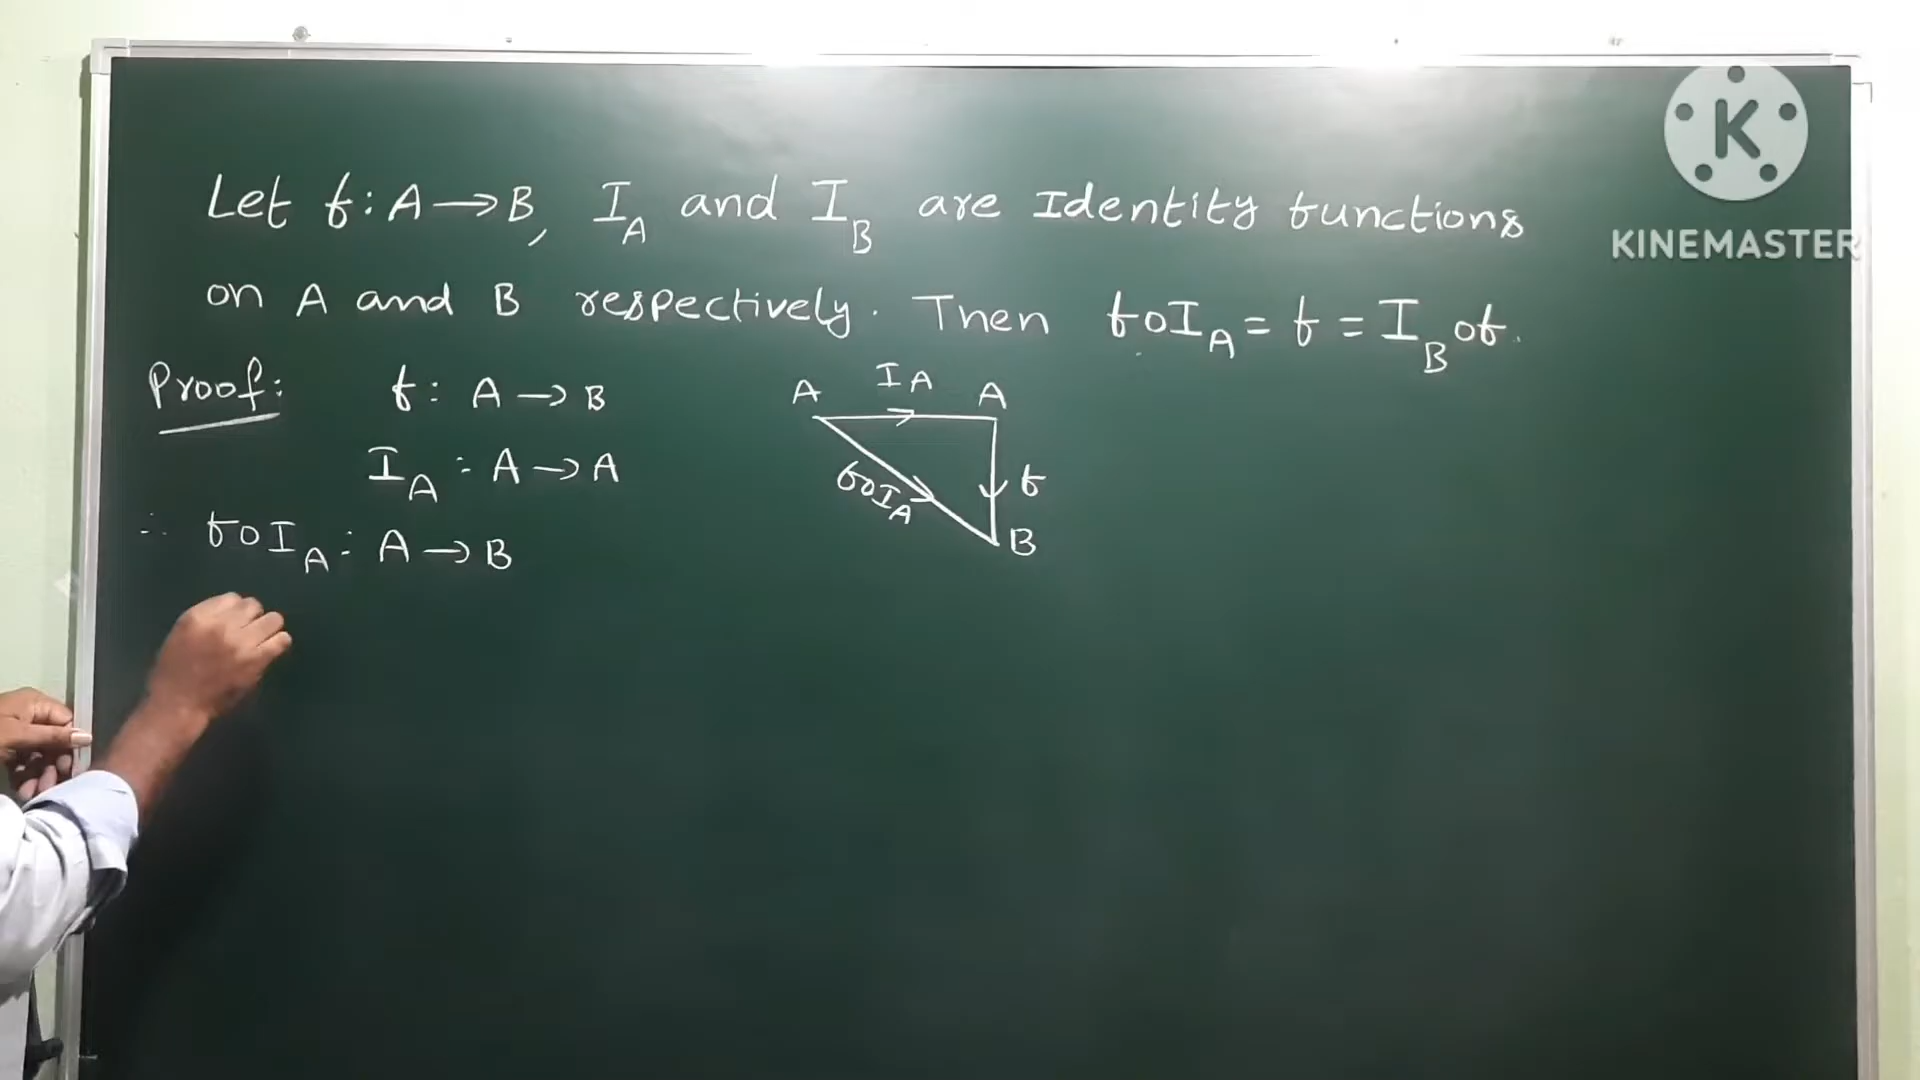 Let f: A → B, I_A and I_B are Identity functions
on A and B respectively. Then foI_A = f = I_B of.
Proof: f: A → B
I_A : A → A
∴ foI_A : A → B
A I_A A
foI_A f
B
K
KINEMASTER